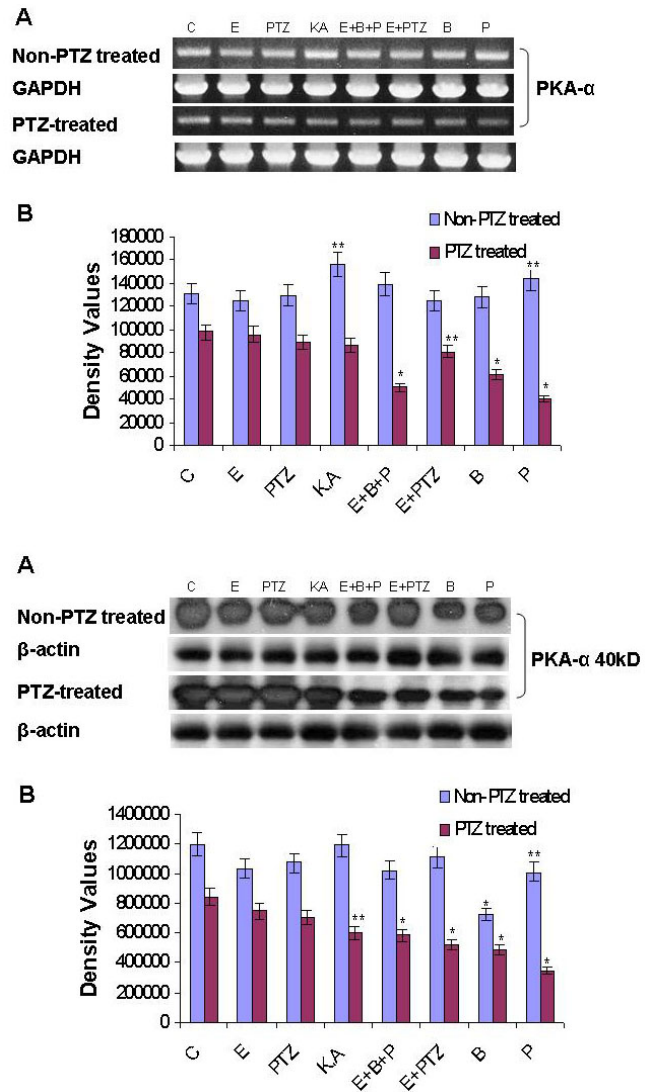 A
C E PTZ KA E+B+P E+PTZ B P
Non-PTZ treated
GAPDH
PKA-α
PTZ-treated
GAPDH
B
Non-PTZ treated
PTZ treated
180000
160000
140000
120000
100000
80000
60000
40000
20000
0
Density Values
** * ** * ** *
C E PTZ K.A E+B+P E+PTZ B P
A
C E PTZ KA E+B+P E+PTZ B P
Non-PTZ treated
β-actin
PKA-α 40kD
PTZ-treated
β-actin
B
Non-PTZ treated
PTZ treated
1400000
1200000
1000000
800000
600000
400000
200000
0
Density Values
** * * * * ** *
C E PTZ K.A E+B+P E+PTZ B P